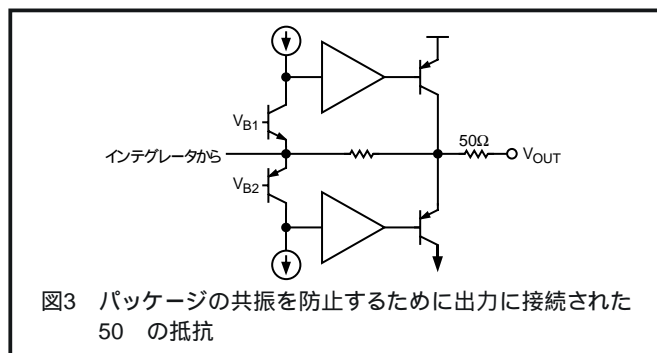 V_B1
50Ω
インテグレータから
V_OUT
V_B2
図3 パッケージの共振を防止するために出力に接続された
50 の抵抗